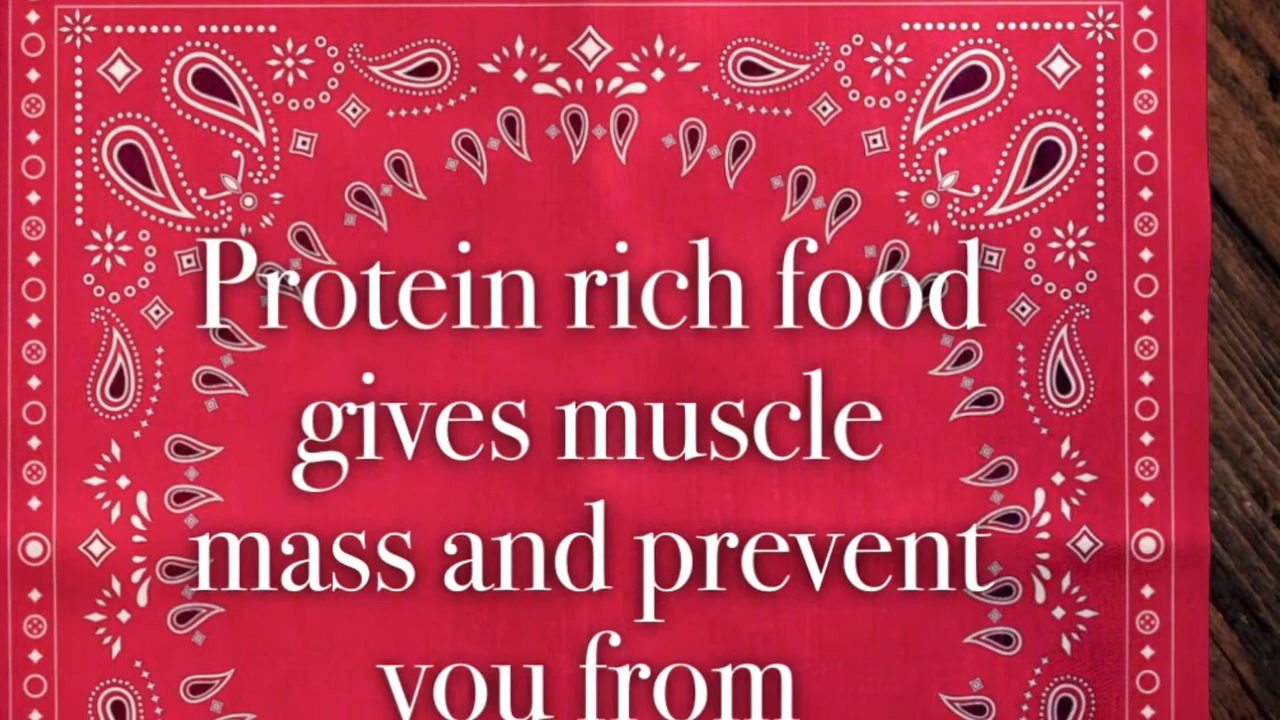 Protein rich food
gives muscle
mass and prevent
you from